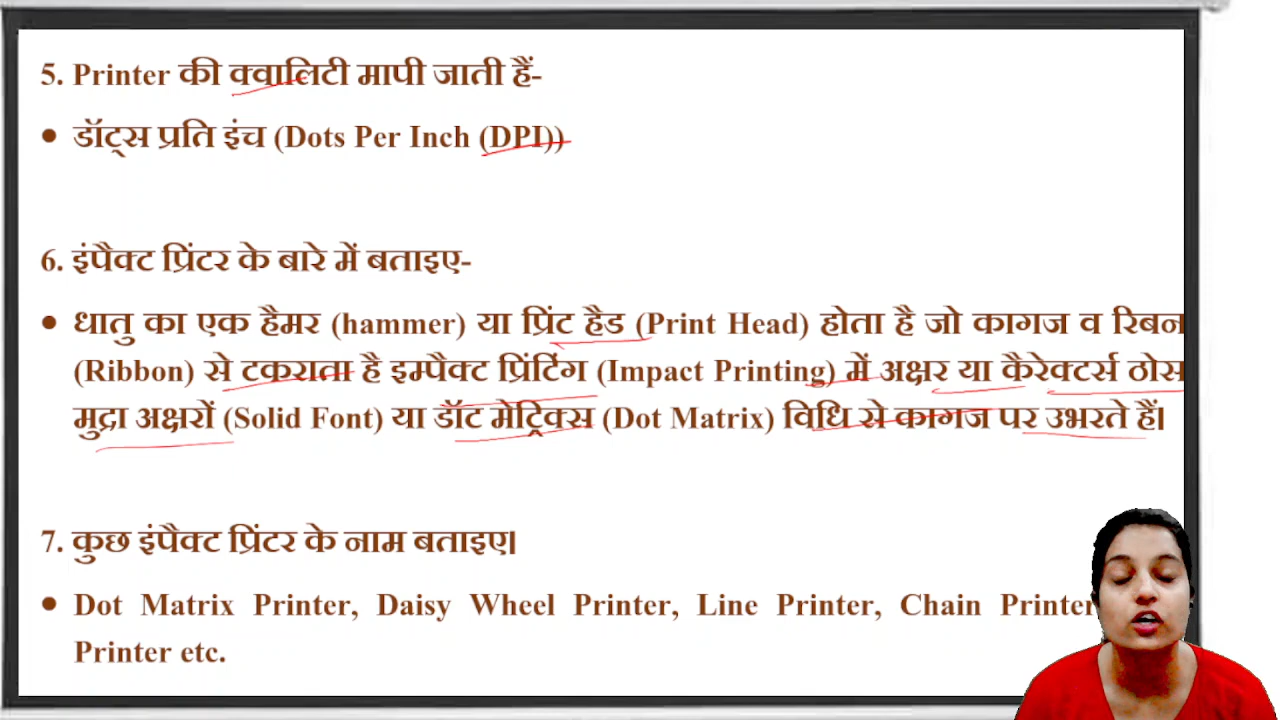 5. Printer की क्वालिटी मापी जाती हैं-
• डॉट्स प्रति इंच (Dots Per Inch (DPI))
6. इंपैक्ट प्रिंटर के बारे में बताइए-
• धातु का एक हैमर (hammer) या प्रिंट हैड (Print Head) होता है जो कागज व रिबन
(Ribbon) से टकराता है इम्पैक्ट प्रिंटिंग (Impact Printing) में अक्षर या कैरेक्टर्स ठोस
मुद्रा अक्षरों (Solid Font) या डॉट मेट्रिक्स (Dot Matrix) विधि से कागज पर उभरते हैं।
7. कुछ इंपैक्ट प्रिंटर के नाम बताइए।
• Dot Matrix Printer, Daisy Wheel Printer, Line Printer, Chain Printer
Printer etc.